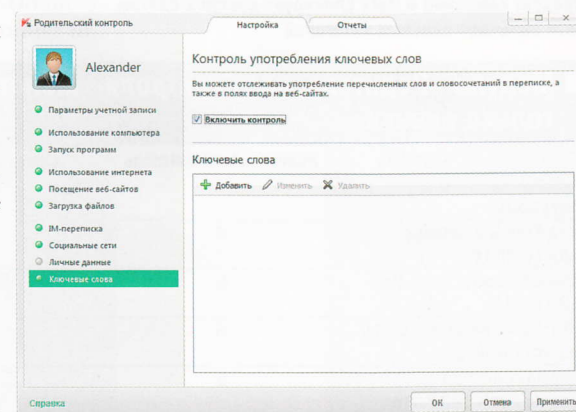 Родительский контроль
Настройка
Отчеты
Alexander
Параметры учетной записи
Использование компьютера
Запуск программ
Использование интернета
Посещение веб-сайтов
Загрузка файлов
IM-переписка
Социальные сети
Личные данные
Ключевые слова
Справка
Контроль употребления ключевых слов
Вы можете отслеживать употребление перечисленных слов и словосочетаний в переписке, а
также в полях ввода на веб-сайтах.
Включить контроль
Ключевые слова
Добавить Изменить Удалить
ОК Отмена Применить